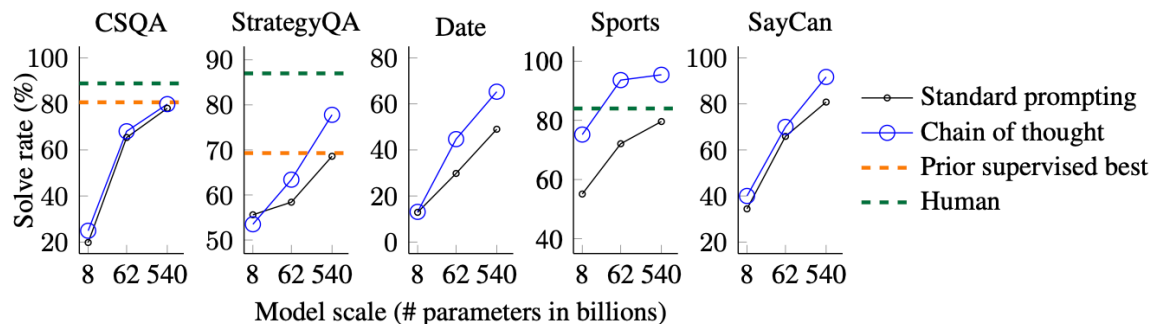 CSQA StrategyQA Date Sports SayCan
Solve rate (%)
100
80
60
40
20
8 62 540
90
80
70
60
50
8 62 540
80
60
40
20
0
8 62 540
100
80
60
40
8 62 540
100
80
60
40
20
8 62 540
Model scale (# parameters in billions)
Standard prompting
Chain of thought
Prior supervised best
Human